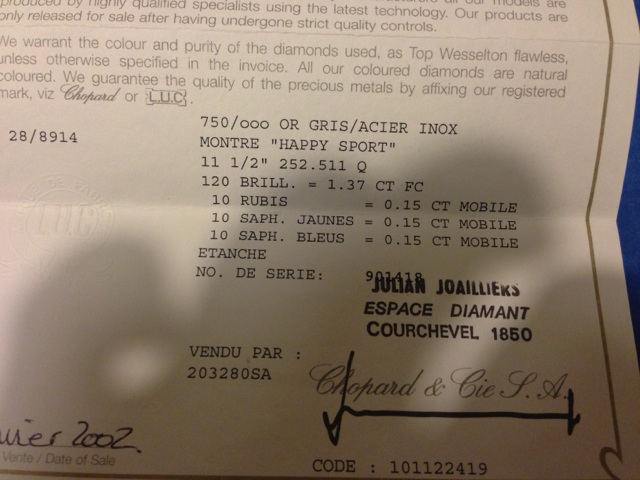 produced by highly qualified specialists using the latest technology. Our products are
only released for sale after having undergone strict quality controls.
We warrant the colour and purity of the diamonds used, as Top Wesselton flawless,
unless otherwise specified in the invoice. All our coloured diamonds are natural
coloured. We guarantee the quality of the precious metals by affixing our registered
mark, viz Chopard or L.U.C.
750/ooo OR GRIS/ACIER INOX
28/8914
MONTRE "HAPPY SPORT"
11 1/2" 252.511 Q
120 BRILL. = 1.37 CT FC
10 RUBIS = 0.15 CT MOBILE
10 SAPH. JAUNES = 0.15 CT MOBILE
10 SAPH. BLEUS = 0.15 CT MOBILE
ETANCHE
NO. DE SERIE:
JULIAN JOAILLIERS
ESPACE DIAMANT
COURCHEVEL 1850
VENDU PAR :
203280SA
Chopard & Cie S.A.
2002
Vente / Date of Sale
CODE : 101122419